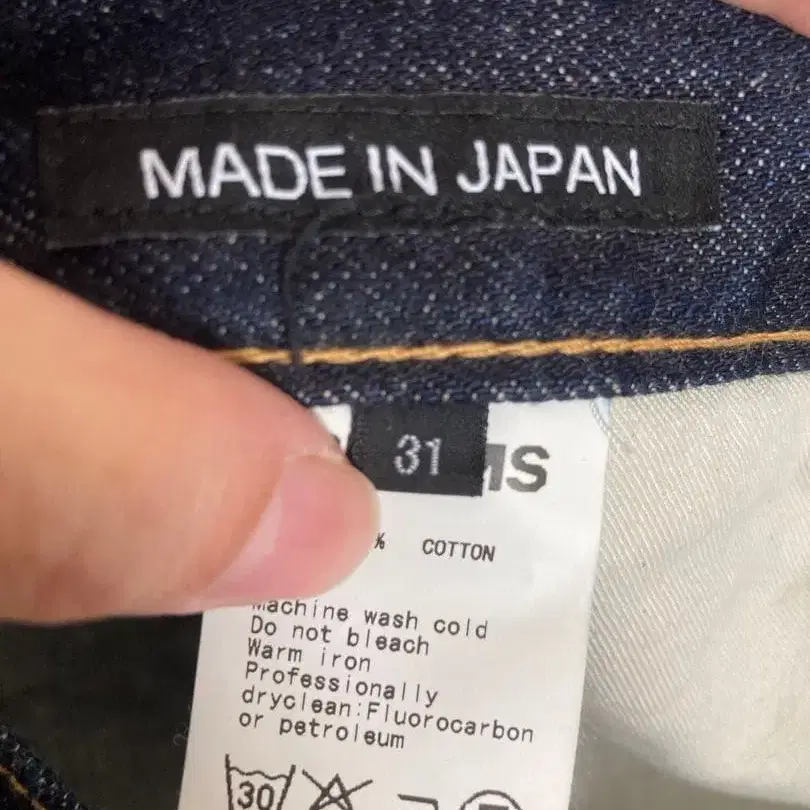 MADE IN JAPAN
31
MS
% COTTON
Machine wash cold
Do not bleach
Warm iron
Professionally
dryclean:Fluorocarbon
or petroleum
30